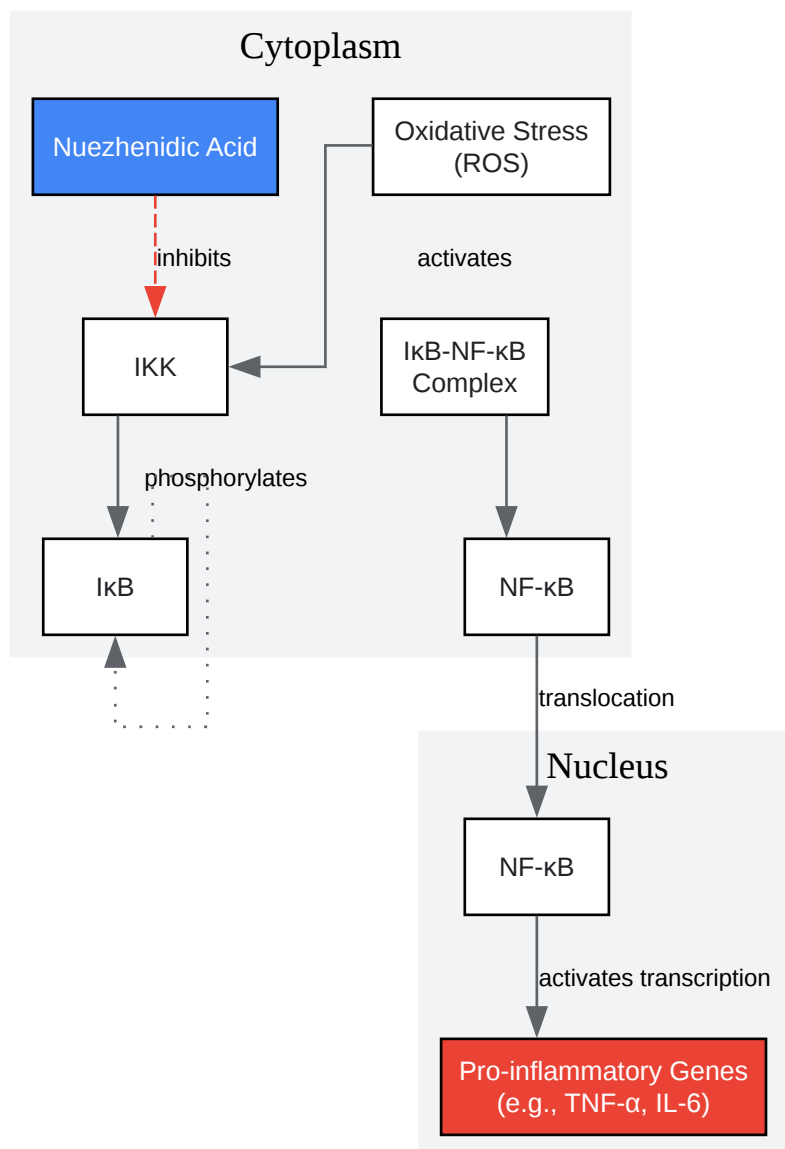 Cytoplasm
Nuezhenidic Acid
Oxidative Stress
(ROS)
inhibits
activates
IKK
IκB-NF-κB
Complex
phosphorylates
IκB
NF-κB
translocation
Nucleus
NF-κB
activates transcription
Pro-inflammatory Genes
(e.g., TNF-α, IL-6)